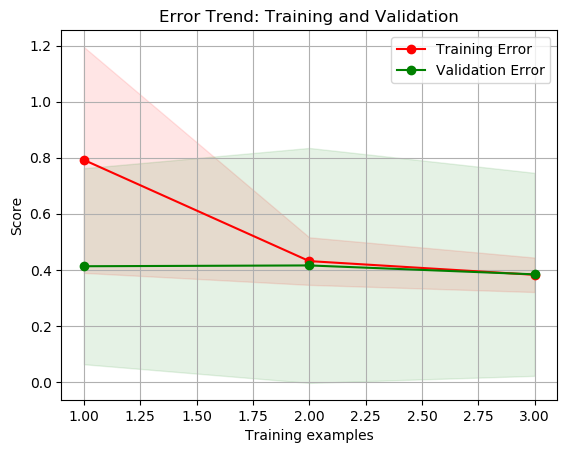 Error Trend: Training and Validation
Training Error
Validation Error
Score
1.2
1.0
0.8
0.6
0.4
0.2
0.0
1.00 1.25 1.50 1.75 2.00 2.25 2.50 2.75 3.00
Training examples